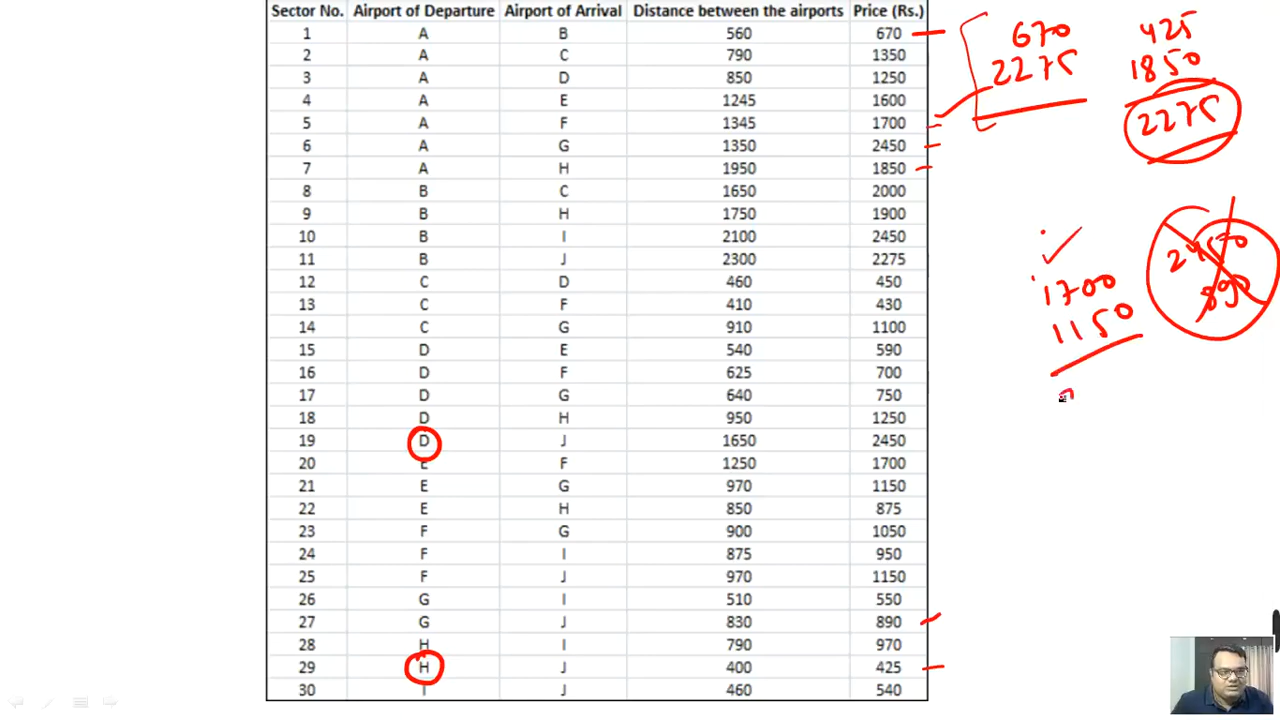 Sector No. Airport of Departure Airport of Arrival Distance between the airports Price (Rs.)
1 A B 560 670
2 A C 790 1350
3 A D 850 1250
4 A E 1245 1600
5 A F 1345 1700
6 A G 1350 2450
7 A H 1950 1850
8 B C 1650 2000
9 B H 1750 1900
10 B I 2100 2450
11 B J 2300 2275
12 C D 460 450
13 C F 410 430
14 C G 910 1100
15 D E 540 590
16 D F 625 700
17 D G 640 750
18 D H 950 1250
19 D J 1650 2450
20 E F 1250 1700
21 E G 970 1150
22 E H 850 875
23 F G 900 1050
24 F I 875 950
25 F J 970 1150
26 G I 510 550
27 G J 830 890
28 H I 790 970
29 H J 400 425
30 I J 460 540
670 425
2275 1850
2275
2450
1700 890
1150